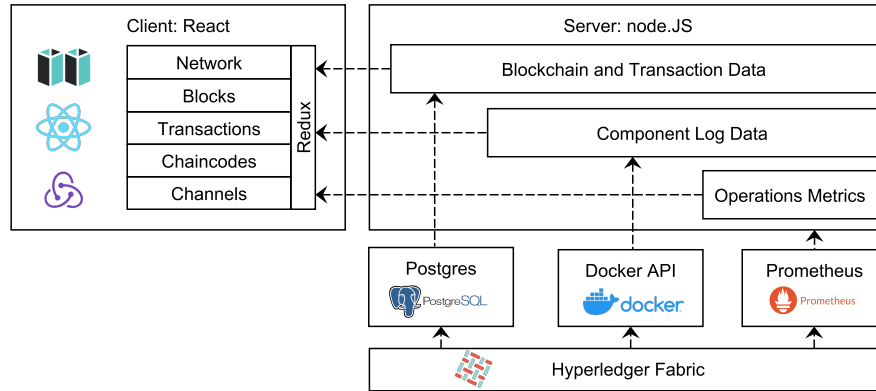 Client: React
Network
Blocks
Transactions
Chaincodes
Channels
Redux
Server: node.JS
Blockchain and Transaction Data
Component Log Data
Operations Metrics
Postgres
PostgreSQL
Docker API
docker
Prometheus
Prometheus
Hyperledger Fabric